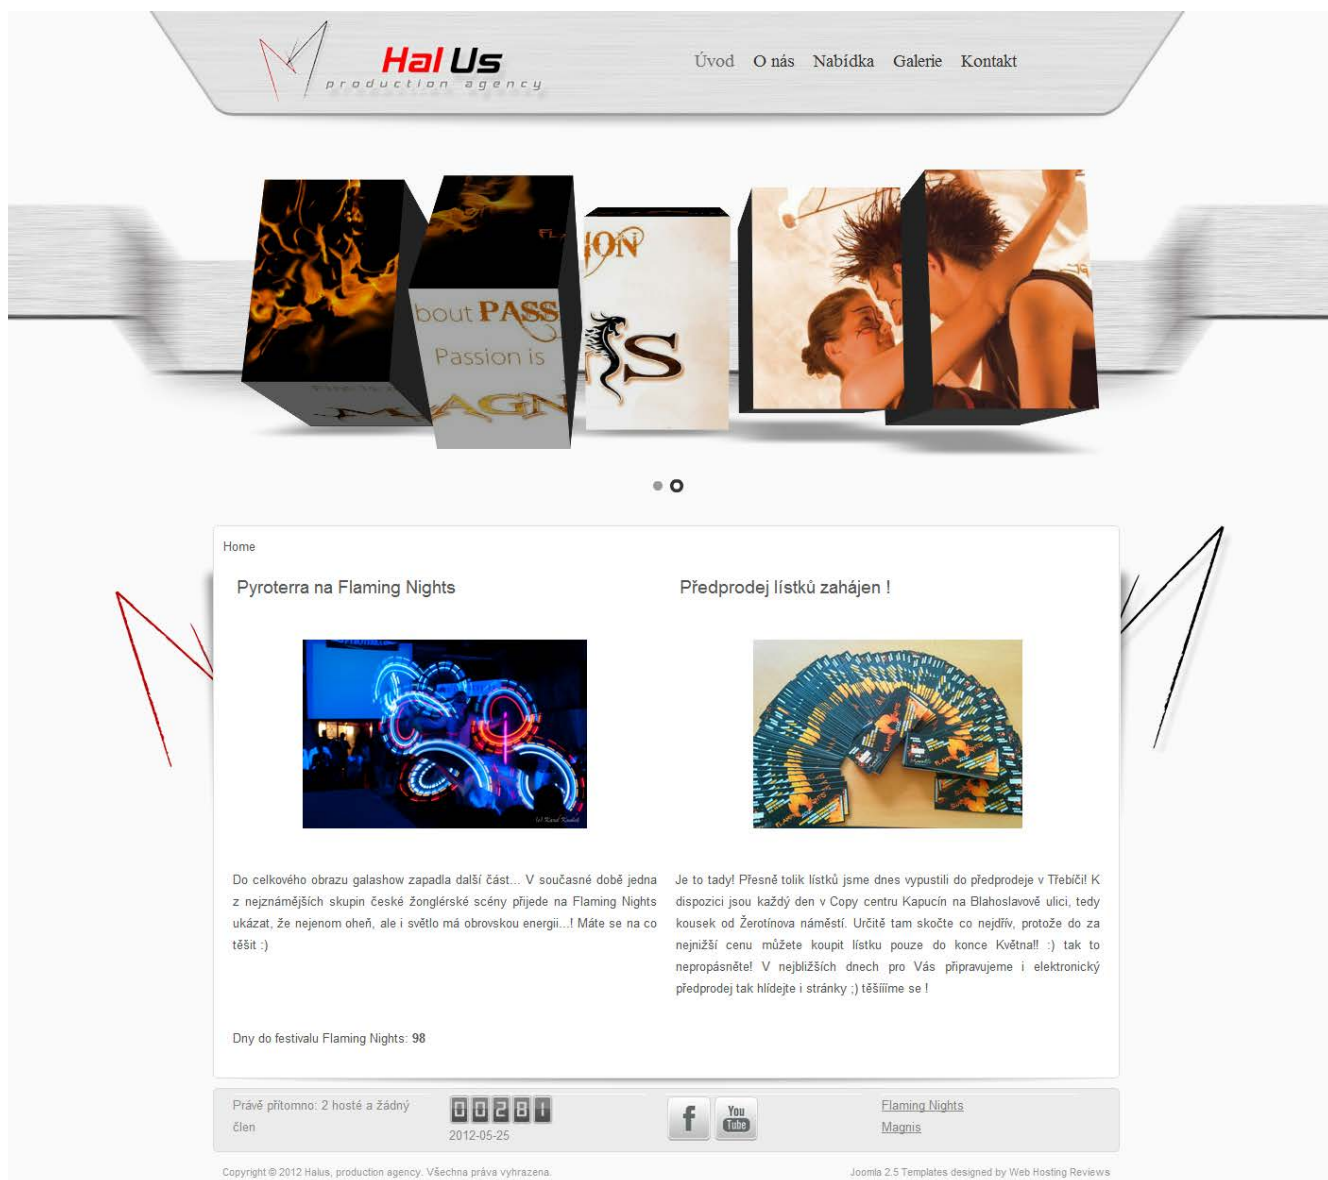 Hal Us
production agency
Úvod O nás Nabídka Galerie Kontakt
bout PASS
Passion is
MAGN
ION
S
Home
Pyroterra na Flaming Nights
Předprodej lístků zahájen !
Do celkového obrazu galashow zapadla další část... V současné době jedna
z nejznámějších skupin české žonglérské scény přijede na Flaming Nights
ukázat, že nejenom oheň, ale i světlo má obrovskou energii...! Máte se na co
těšit :)
Je to tady! Přesně tolik lístků jsme dnes vypustili do předprodeje v Třebíči! K
dispozici jsou každý den v Copy centru Kapucín na Blahoslavově ulici, tedy
kousek od Žerotínova náměstí. Určitě tam skočte co nejdřív, protože do za
nejnižší cenu můžete koupit lístku pouze do konce Května!! :) tak to
nepropásněte! V nejbližších dnech pro Vás připravujeme i elektronický
předprodej tak hlídejte i stránky ;) těšíííme se !
Dny do festivalu Flaming Nights: 98
Právě přítomno: 2 hosté a žádný
člen
00281
2012-05-25
f
You
Tube
Flaming Nights
Magnis
Copyright © 2012 Halus, production agency. Všechna práva vyhrazena.
Joomla 2.5 Templates designed by Web Hosting Reviews